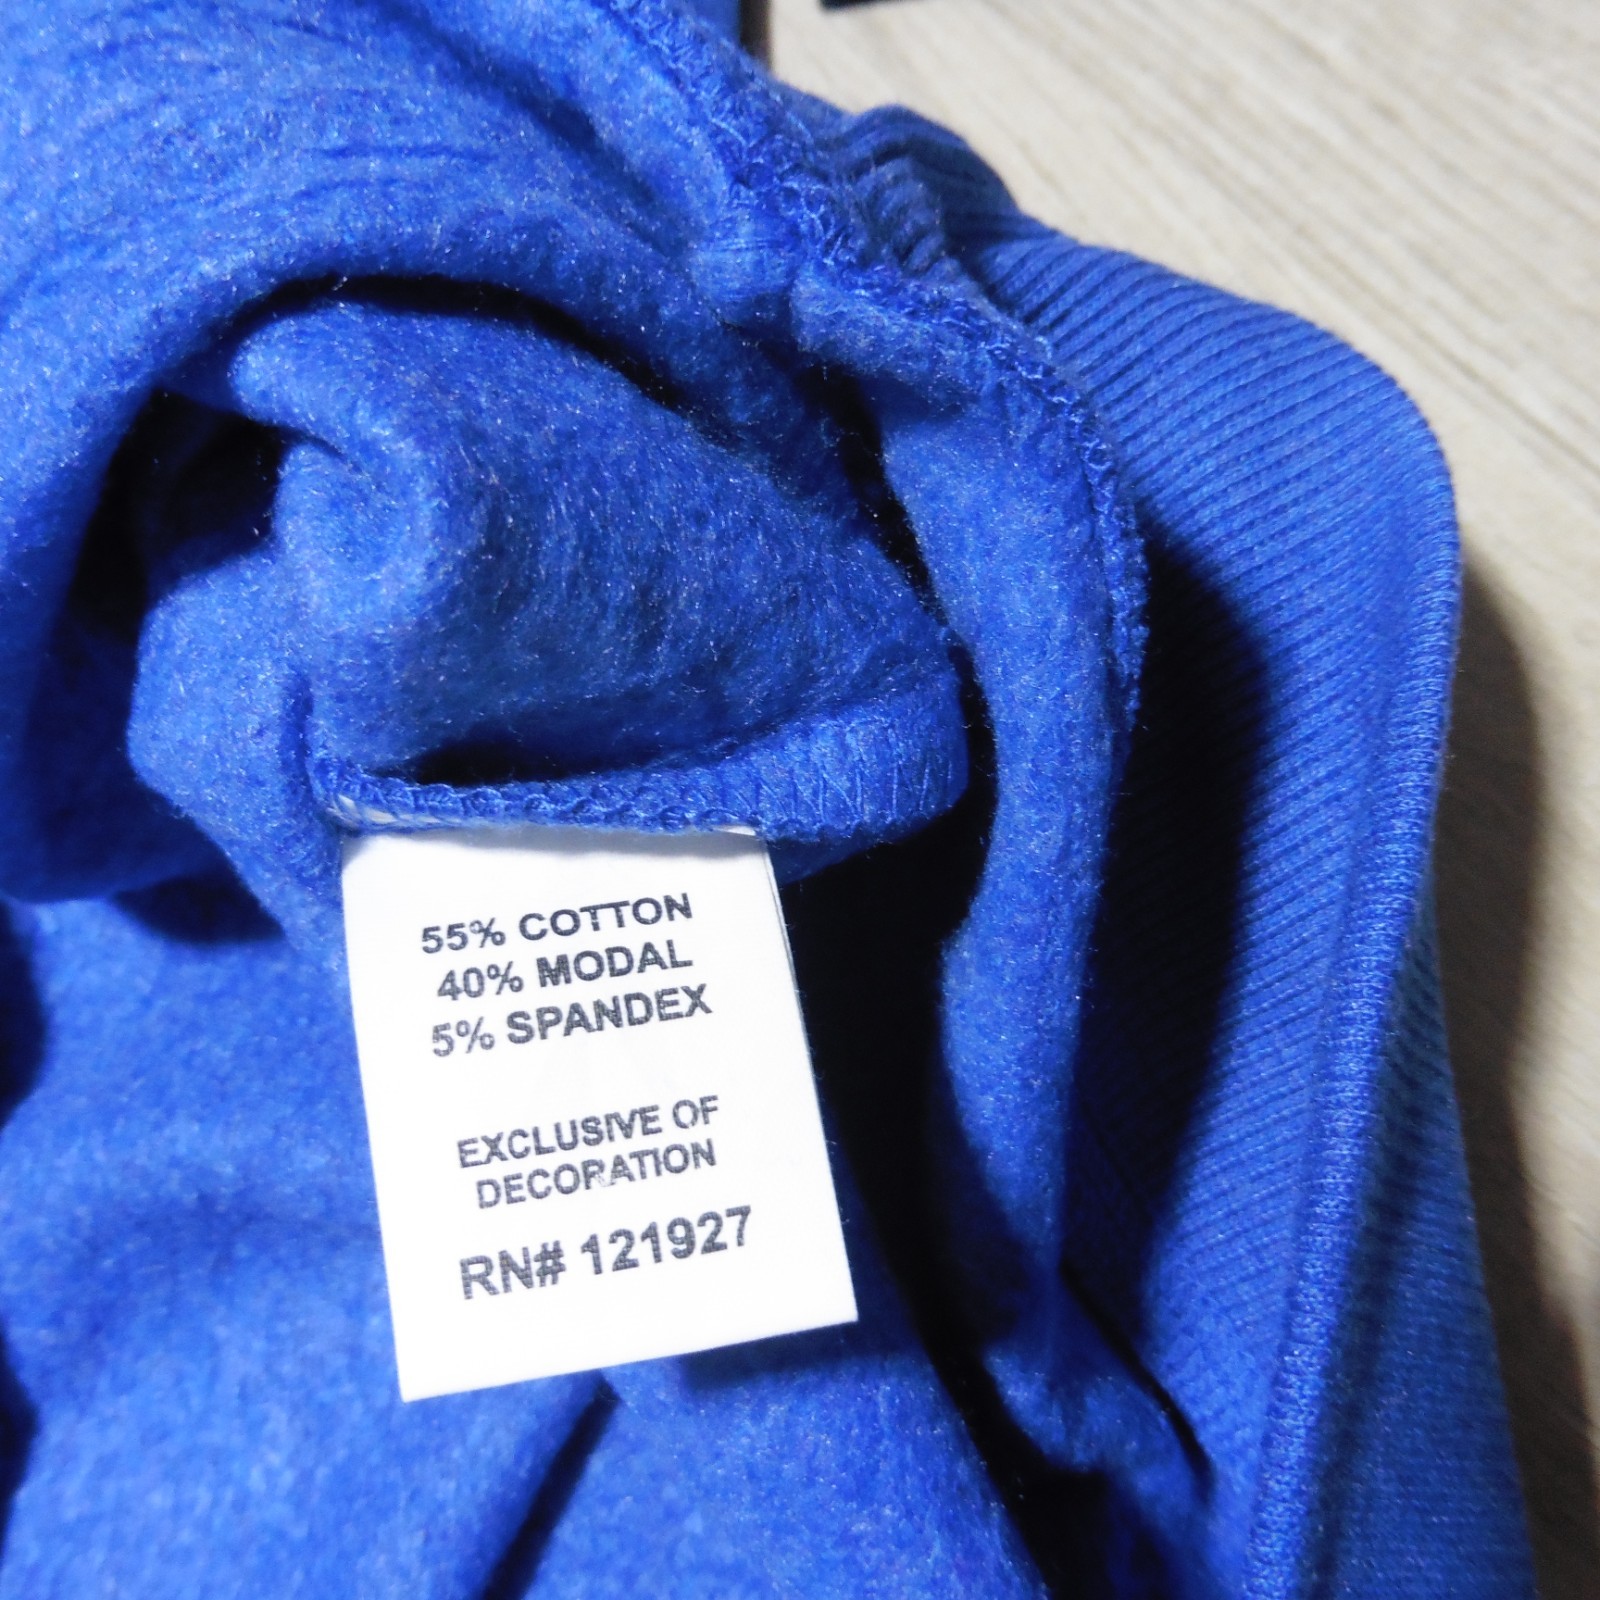 55% COTTON
40% MODAL
5% SPANDEX
EXCLUSIVE OF
DECORATION
RN# 121927